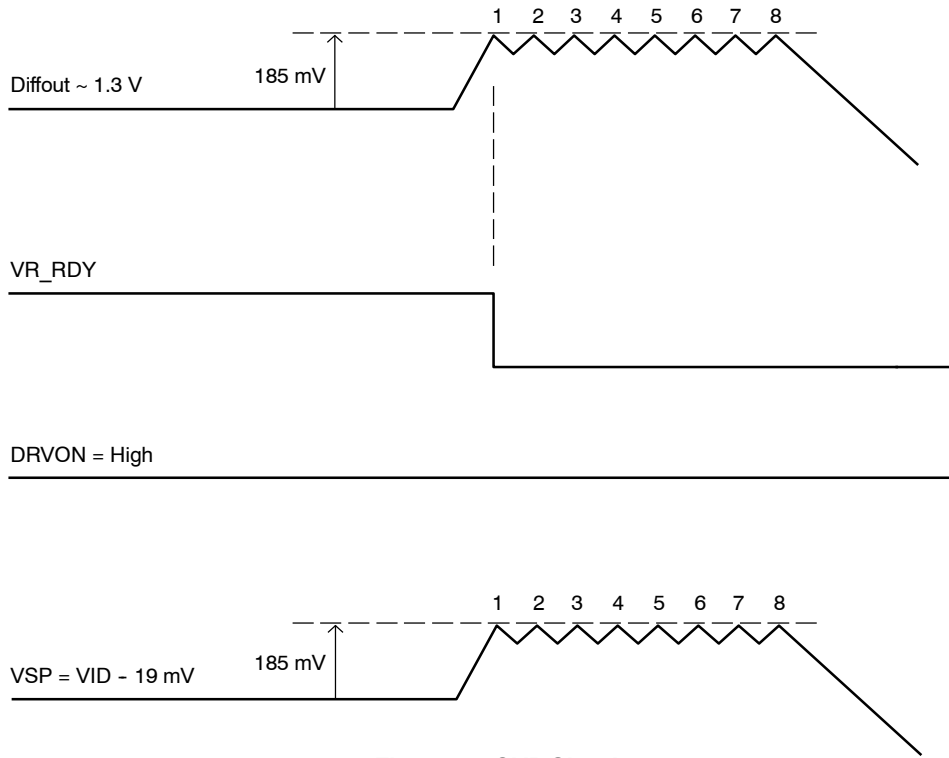 1 2 3 4 5 6 7 8
185 mV
Diffout ~ 1.3 V
VR_RDY
DRVON = High
1 2 3 4 5 6 7 8
185 mV
VSP = VID - 19 mV